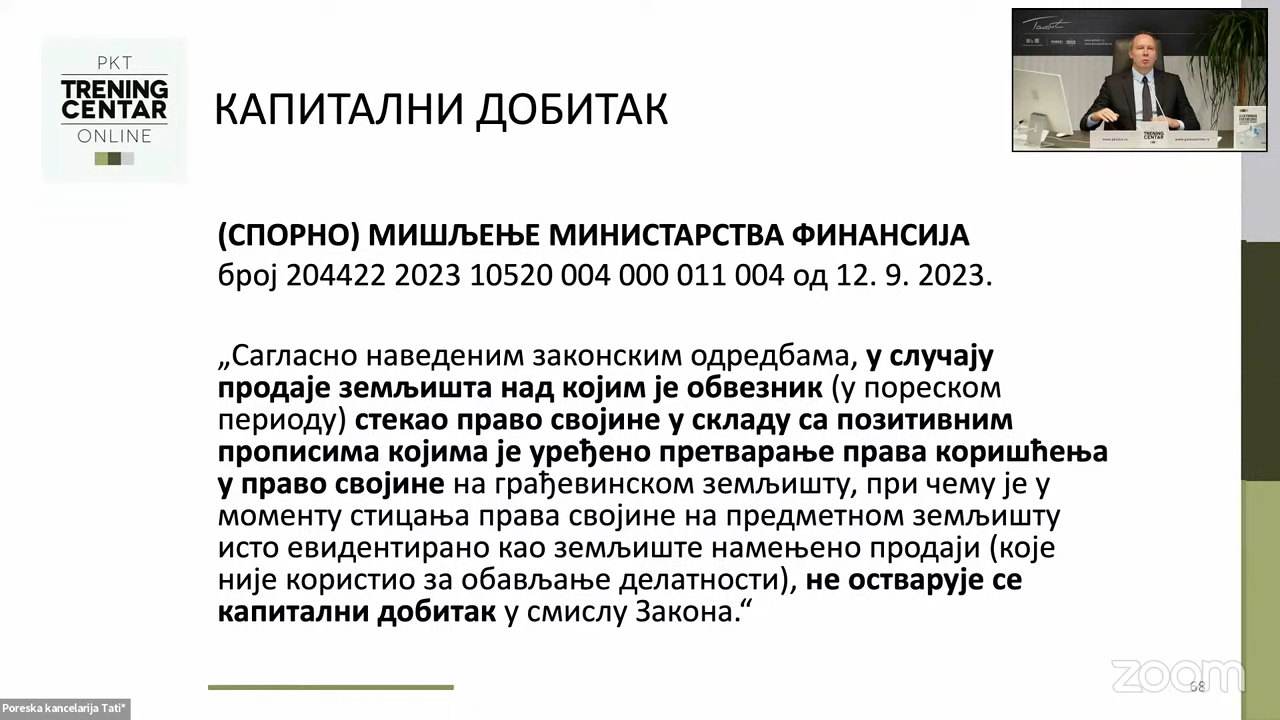 PKT
TRENING
CENTAR
ONLINE
КАПИТАЛНИ ДОБИТАК
(СПОРНО) МИШЉЕЊЕ МИНИСТАРСТВА ФИНАНСИЈА
број 204422 2023 10520 004 000 011 004 од 12. 9. 2023.
„Сагласно наведеним законским одредбама, у случају
продаје земљишта над којим је обвезник (у пореском
периоду) стекао право својине у складу са позитивним
прописима којима је уређено претварање права коришћења
у право својине на грађевинском земљишту, при чему је у
моменту стицања права својине на предметном земљишту
исто евидентирано као земљиште намењено продаји (које
није користио за обављање делатности), не остварује се
капитални добитак у смислу Закона.“
zoom
68
Poreska kancelarija Tati*
TRENING
CENTAR